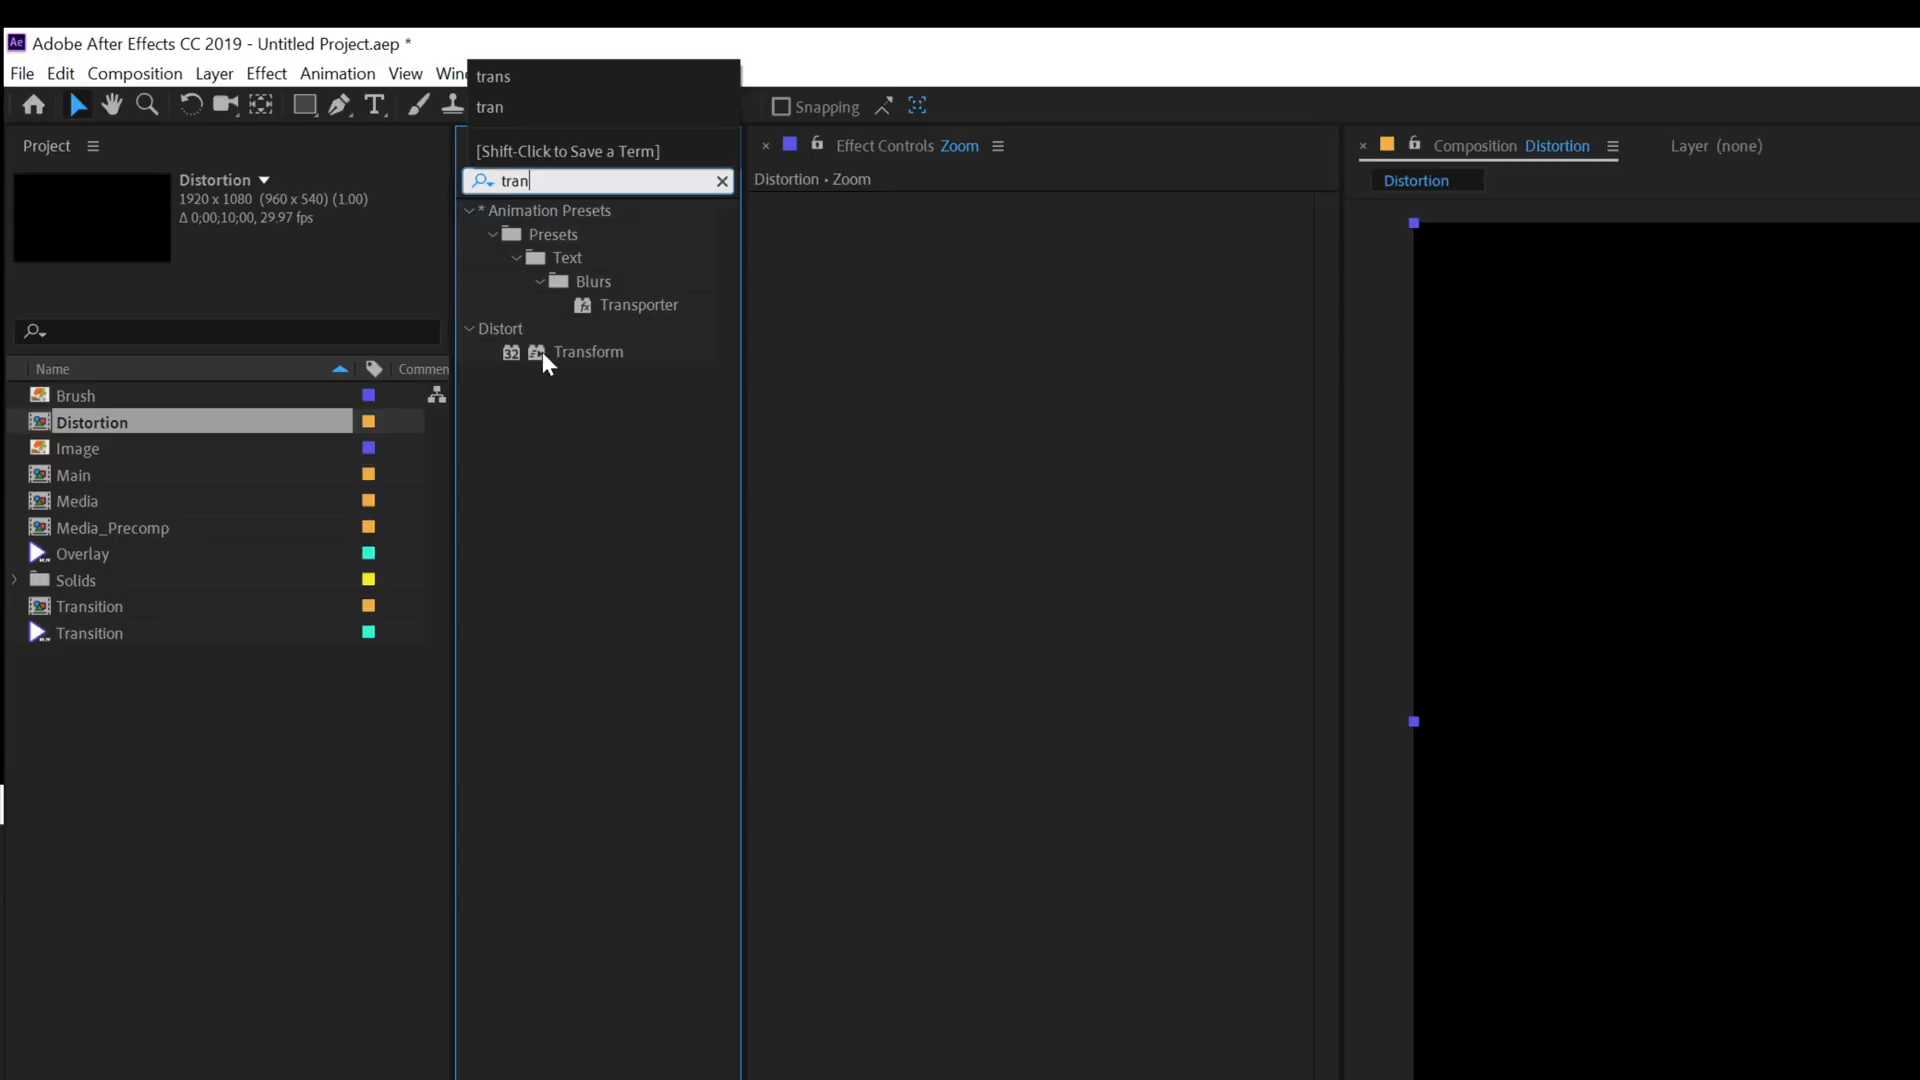 Adobe After Effects CC 2019 - Untitled Project.aep *
File Edit Composition Layer Effect Animation View
trans
tran
Snapping
Project
[Shift-Click to Save a Term]
Effect Controls Zoom
Composition Distortion
Layer (none)
Distortion
1920 x 1080 (960 x 540) (1.00)
Δ 0;00;10;00, 29.97 fps
tran
Distortion • Zoom
Distortion
* Animation Presets
Presets
Text
Blurs
Transporter
Distort
32 Transform
Name
Commen
Brush
Distortion
Image
Main
Media
Media_Precomp
Overlay
Solids
Transition
Transition